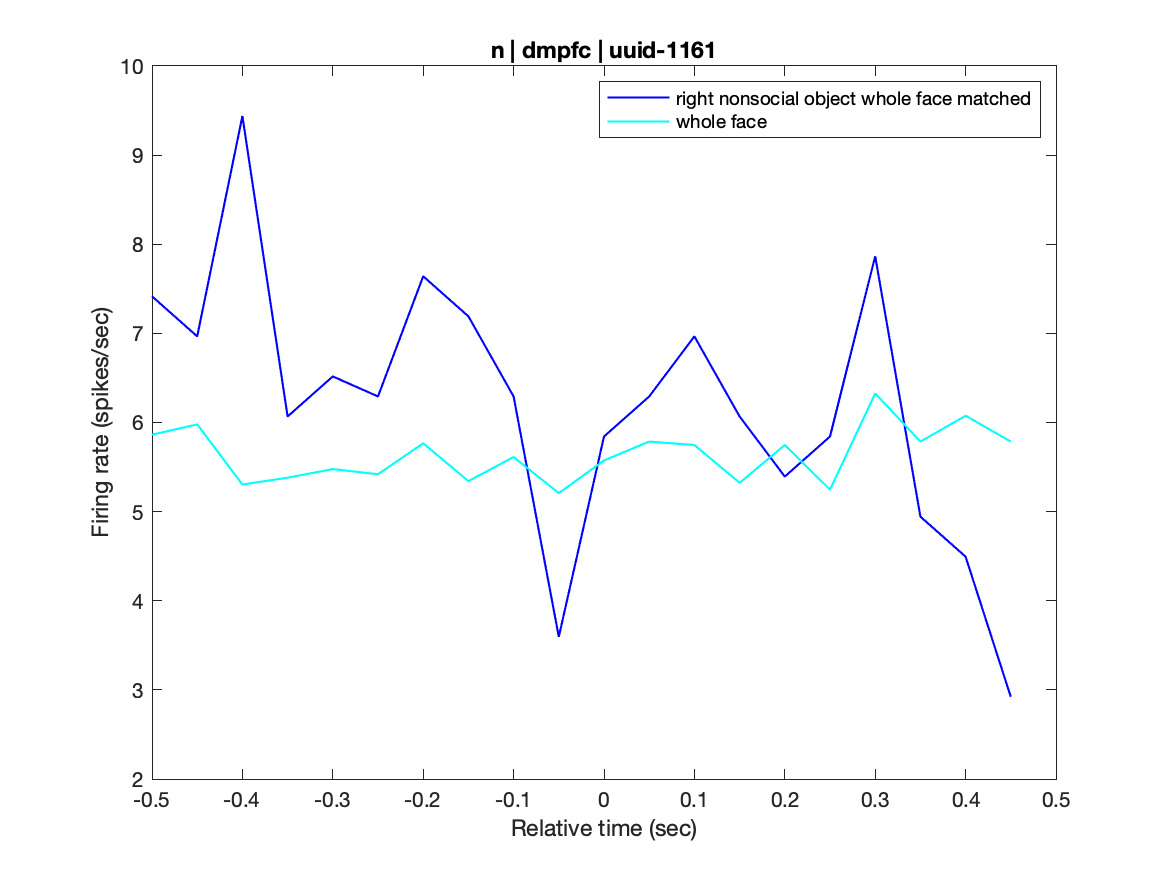 n | dmpfc | uuid-1161
right nonsocial object whole face matched
whole face
10
9
8
7
6
5
4
3
2
Firing rate (spikes/sec)
-0.5 -0.4 -0.3 -0.2 -0.1 0 0.1 0.2 0.3 0.4 0.5
Relative time (sec)